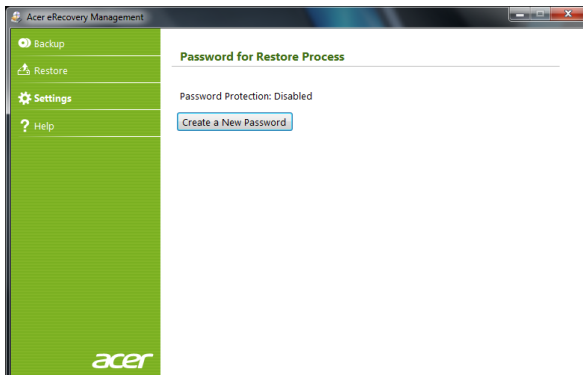 Acer eRecovery Management
Backup
Restore
Settings
Help
Password for Restore Process
Password Protection: Disabled
Create a New Password
acer